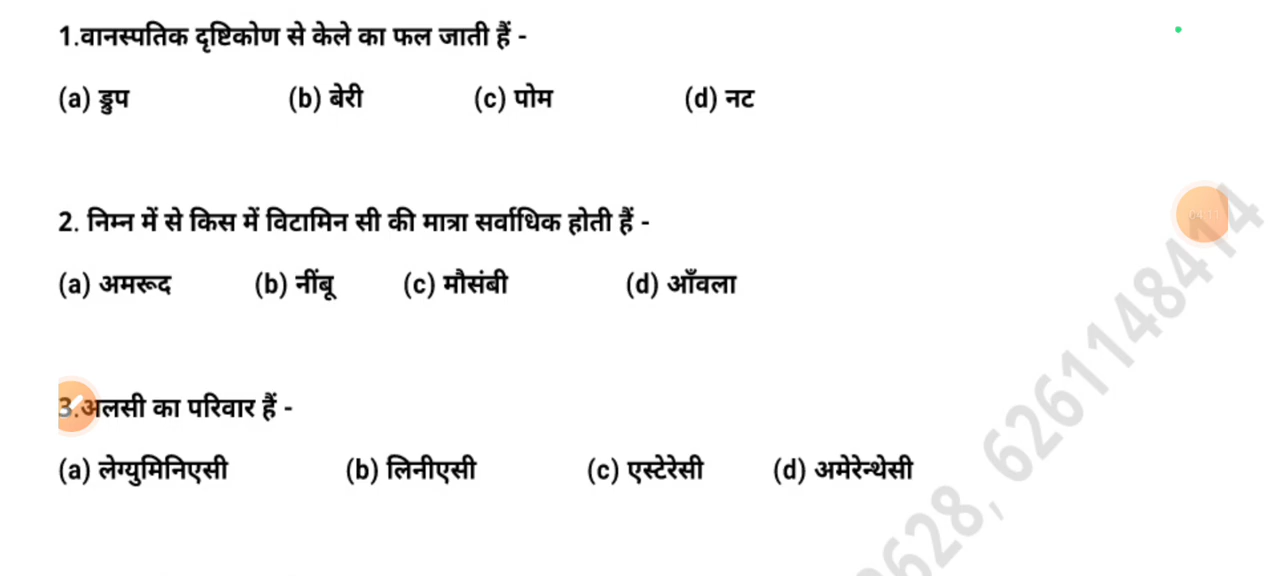 1.वानस्पतिक दृष्टिकोण से केले का फल जाती हैं -
(a) ड्रुप (b) बेरी (c) पोम (d) नट
2. निम्न में से किस में विटामिन सी की मात्रा सर्वाधिक होती हैं -
(a) अमरूद (b) नींबू (c) मौसंबी (d) आँवला
3.अलसी का परिवार हैं -
(a) लेग्युमिनिएसी (b) लिनीएसी (c) एस्टेरेसी (d) अमेरेन्थेसी
628, 6261148414